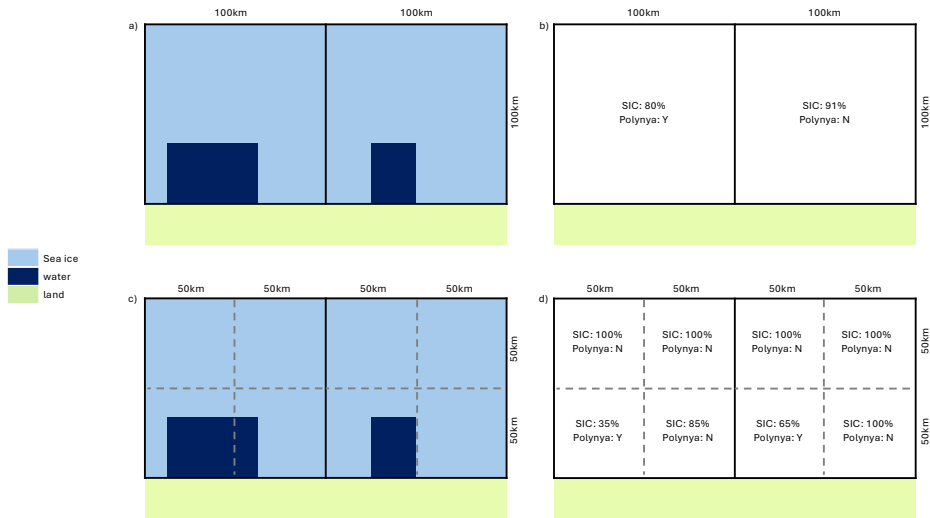 100km
100km
a)
100km
100km
100km
b)
SIC: 80%
Polynya: Y
SIC: 91%
Polynya: N
100km
Sea ice
water
land
50km
50km
50km
50km
c)
50km
50km
50km
50km
50km
50km
d)
SIC: 100%
Polynya: N
SIC: 100%
Polynya: N
SIC: 100%
Polynya: N
SIC: 100%
Polynya: N
50km
SIC: 35%
Polynya: Y
SIC: 85%
Polynya: N
SIC: 65%
Polynya: Y
SIC: 100%
Polynya: N
50km